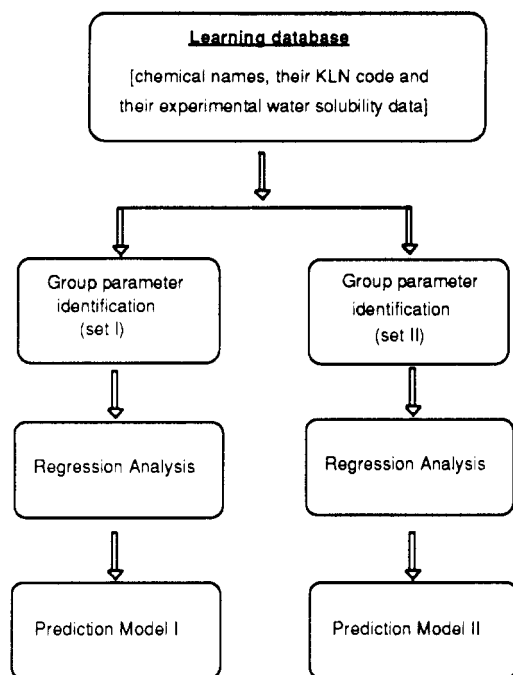 Learning database
[chemical names, their KLN code and
their experimental water solubility data]
Group parameter
identification
(set I)
Group parameter
identification
(set II)
Regression Analysis
Regression Analysis
Prediction Model I
Prediction Model II